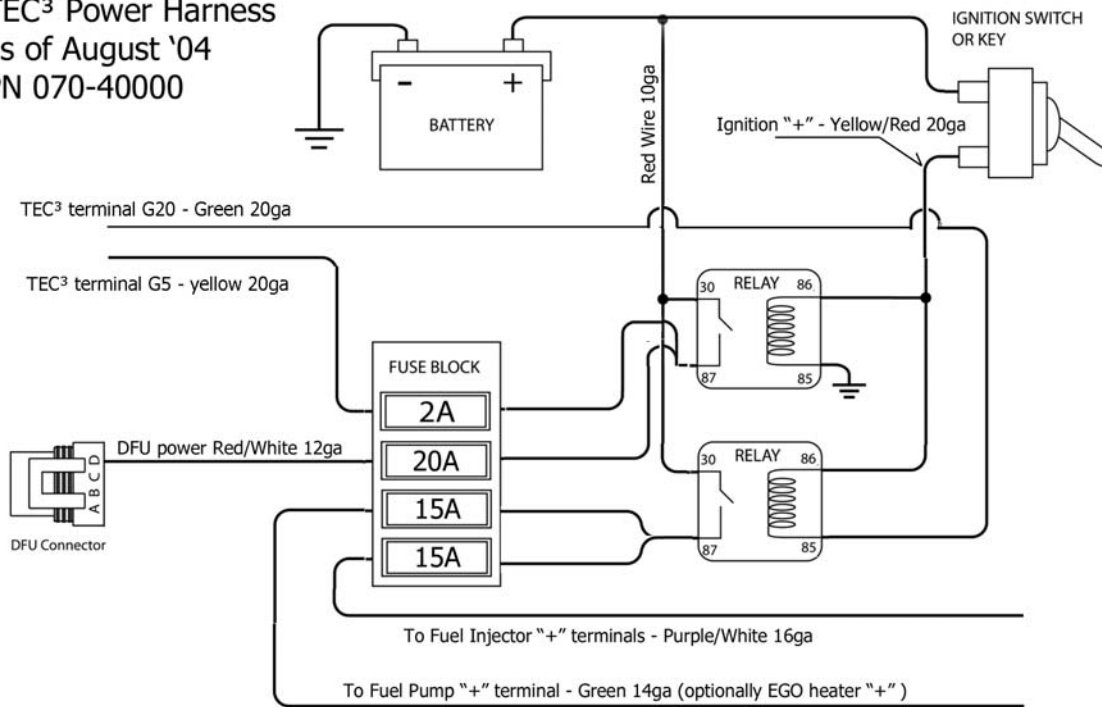 TEC³ Power Harness
s of August ‘04
PN 070-40000
IGNITION SWITCH
OR KEY
-
+
BATTERY
Red Wire 10ga
Ignition “+” - Yellow/Red 20ga
TEC³ terminal G20 - Green 20ga
TEC³ terminal G5 - yellow 20ga
30
RELAY
86
87
85
FUSE BLOCK
2A
20A
15A
15A
DFU power Red/White 12ga
A B C D
DFU Connector
30
RELAY
86
87
85
To Fuel Injector “+” terminals - Purple/White 16ga
To Fuel Pump “+” terminal - Green 14ga (optionally EGO heater “+” )